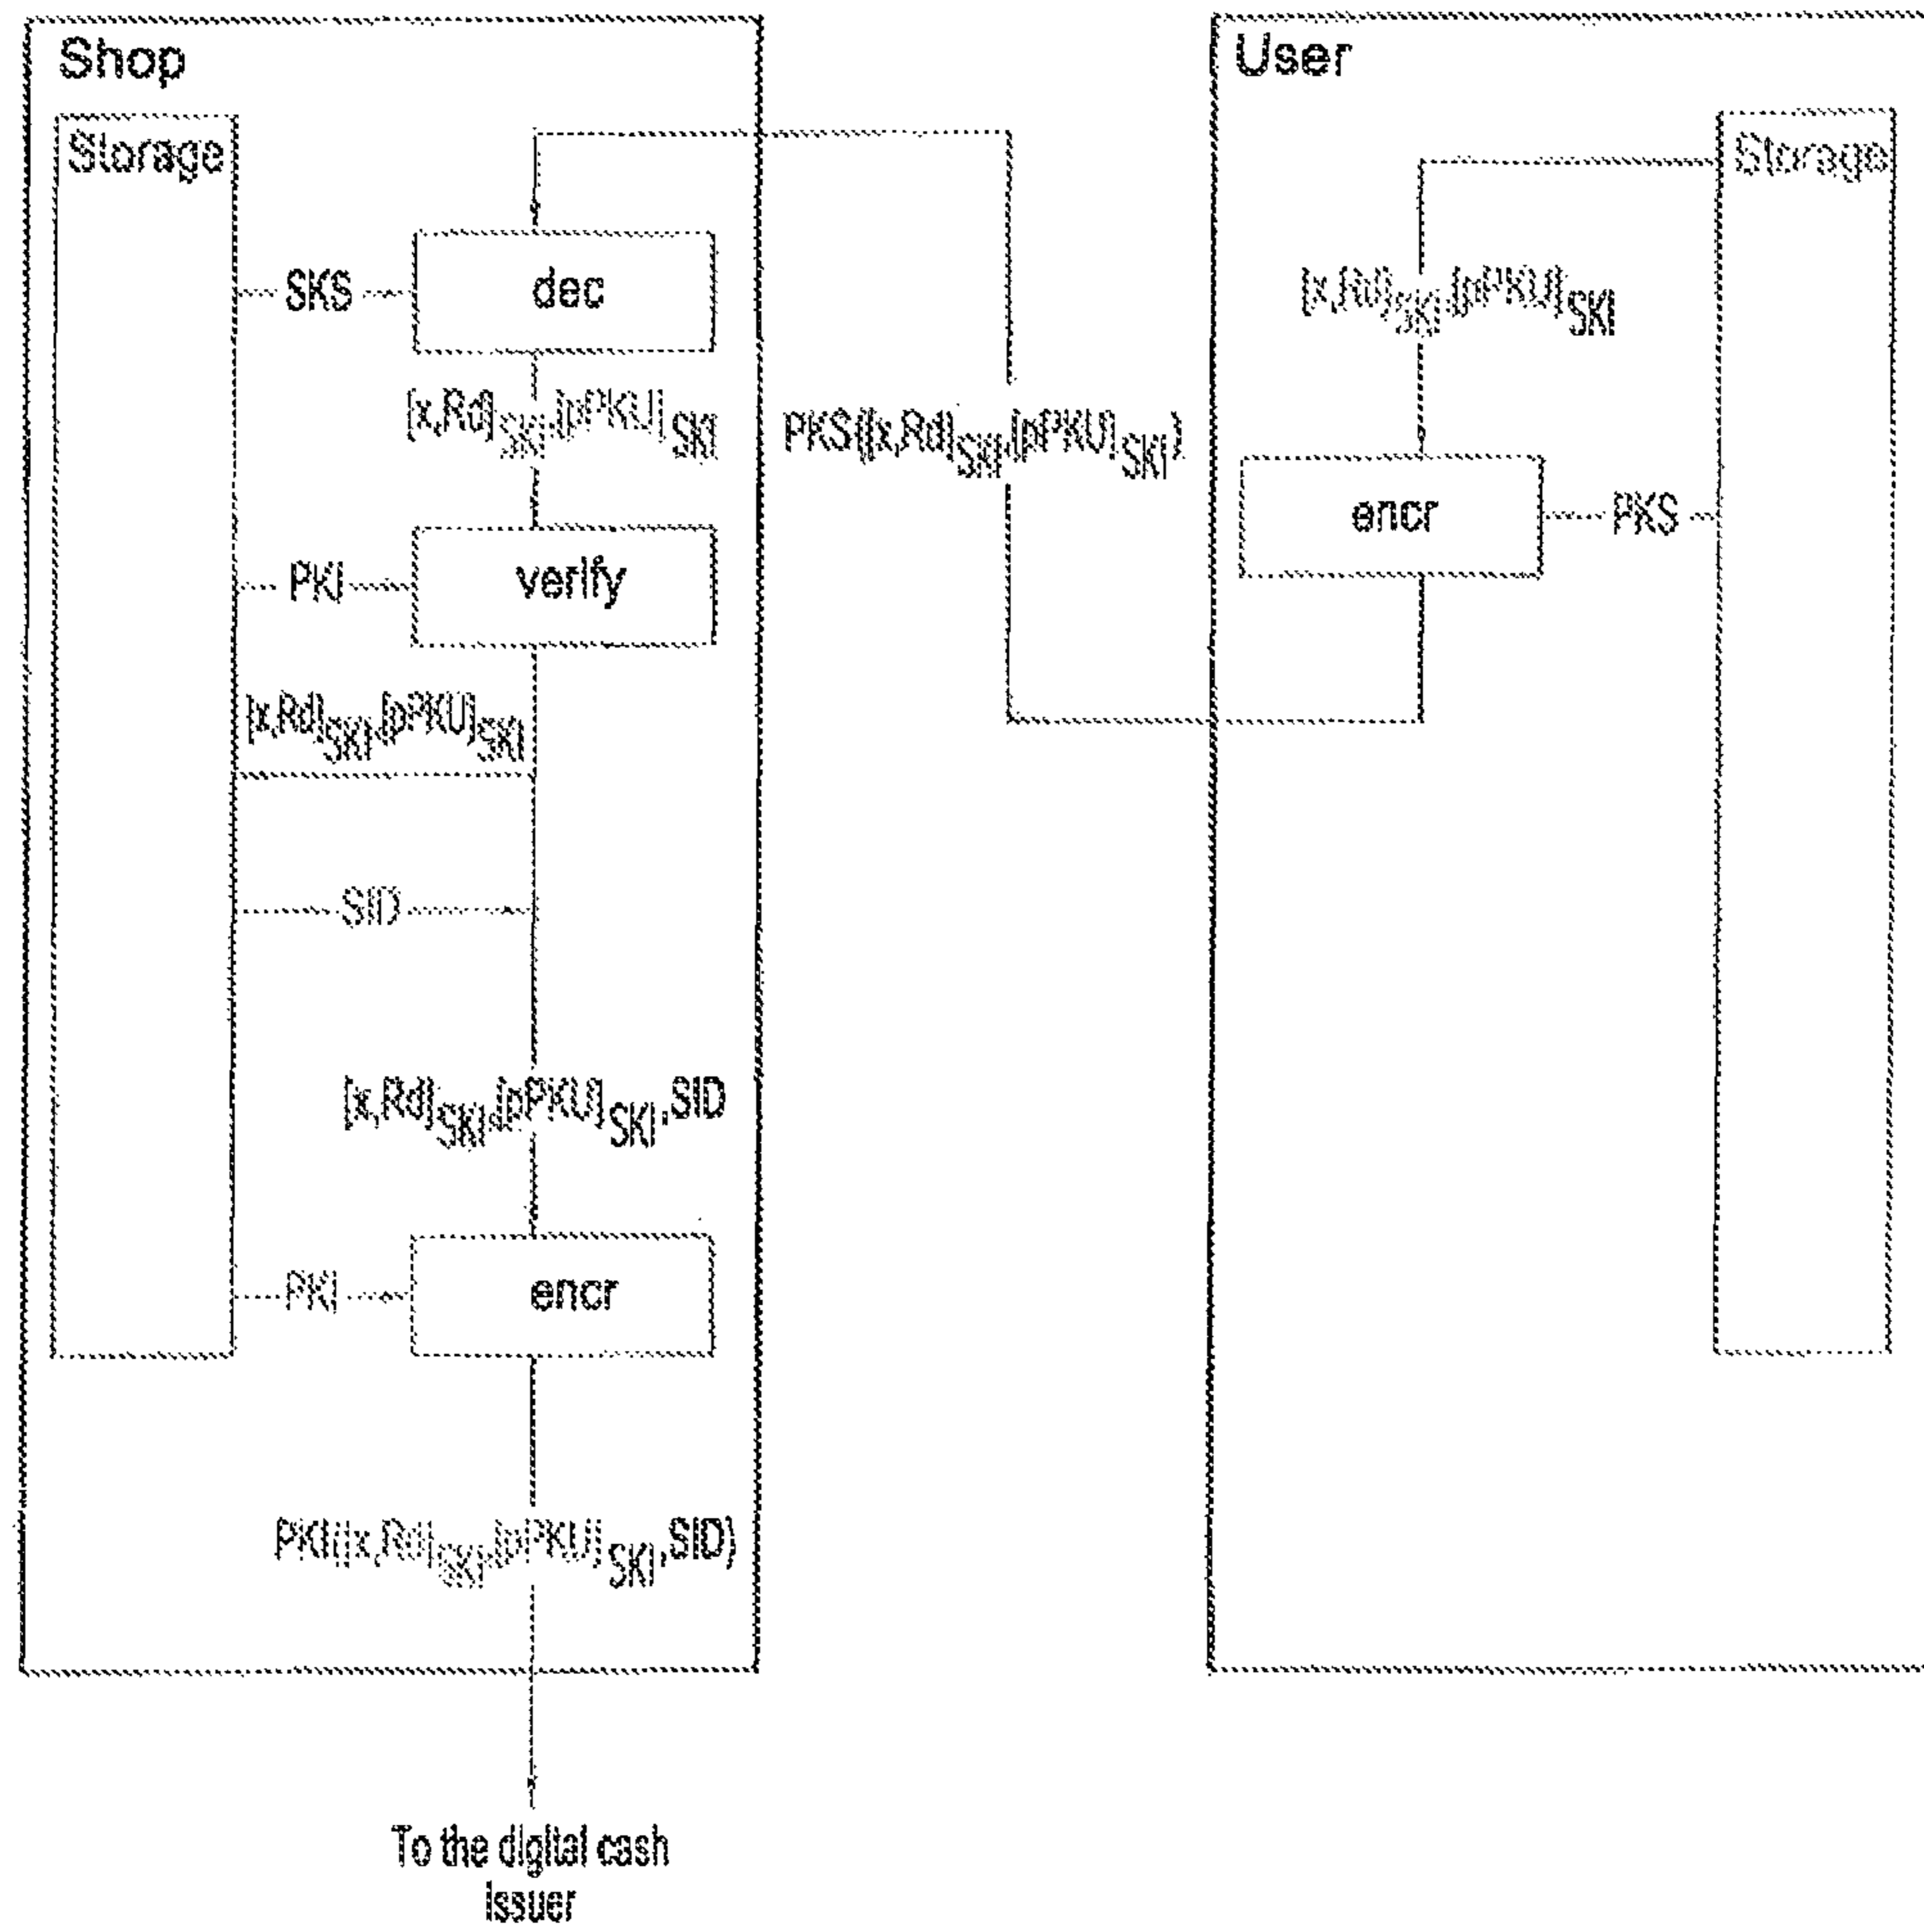 Shop
Storage
SKS
dec
[x,Rd]SKI,[pPKU]SKI
PKI
verify
[x,Rd]SKI,[pPKU]SKI
SID
[x,Rd]SKI,[pPKU]SKI,SID
PKI
encr
PKI([x,Rd]SKI,[pPKU]SKI,SID)
To the digital cash
issuer
PKS([x,Rd]SKI,[pPKU]SKI)
User
Storage
[x,Rd]SKI,[pPKU]SKI
encr
PKS